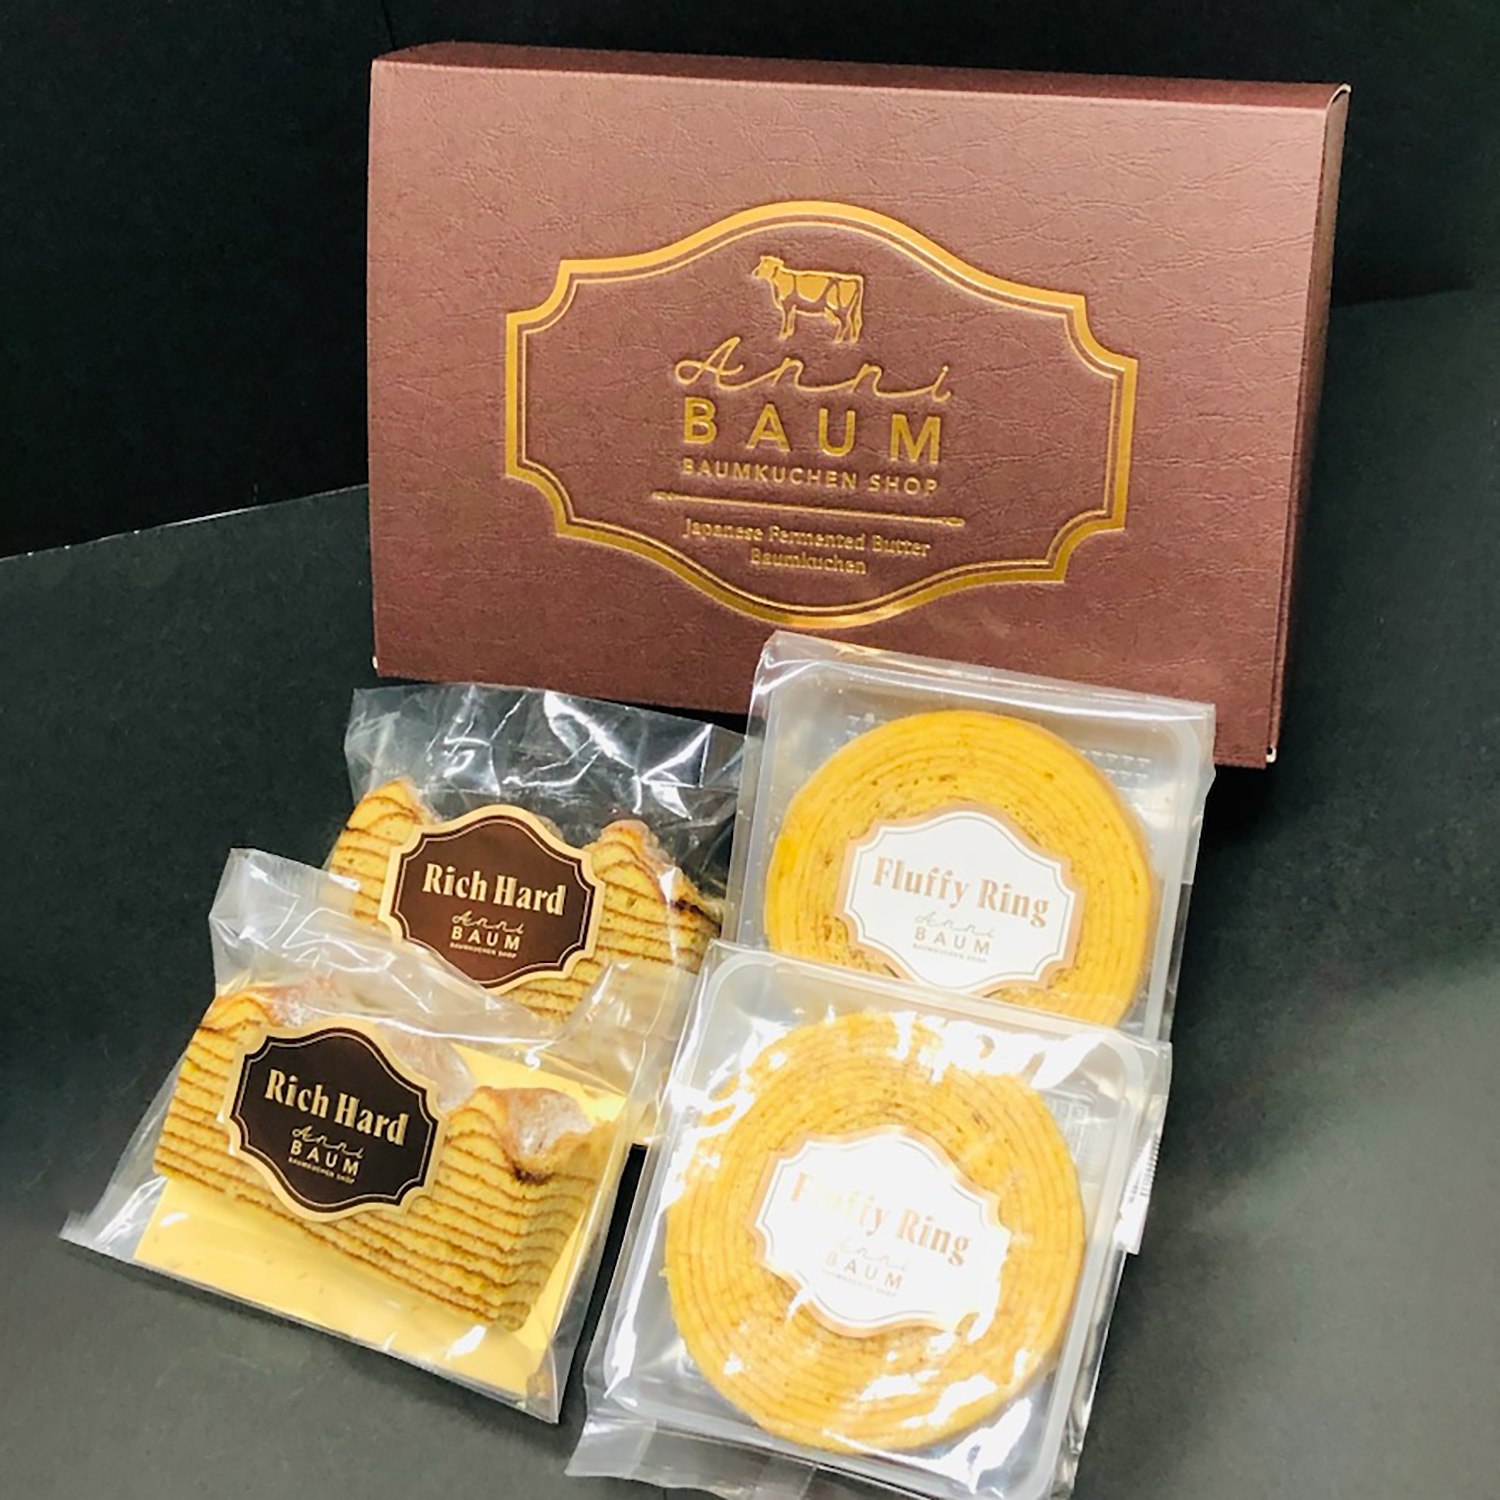 Anni
BAUM
BAUMKUCHEN SHOP
Japanese Fermented Butter
Baumkuchen
Rich Hard
Anni
BAUM
BAUMKUCHEN SHOP
Fluffy Ring
Anni
BAUM
BAUMKUCHEN SHOP
Rich Hard
Anni
BAUM
BAUMKUCHEN SHOP
Fluffy Ring
Anni
BAUM
BAUMKUCHEN SHOP